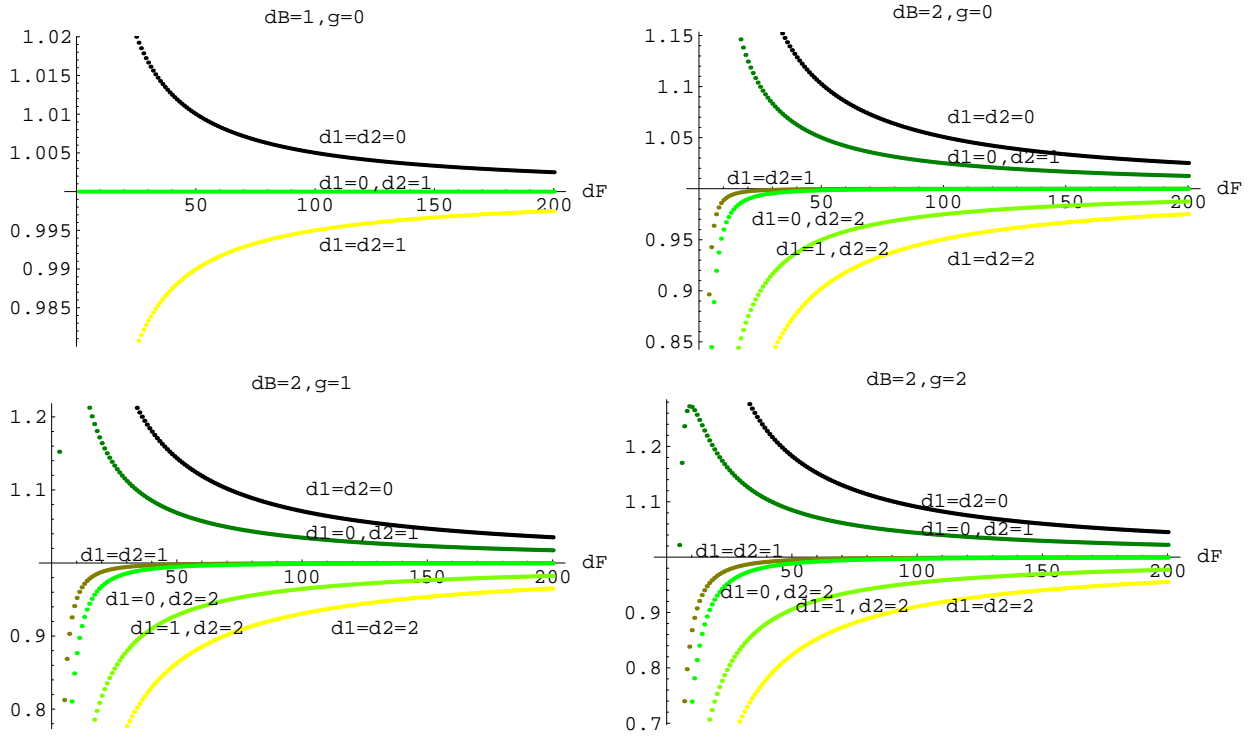 dB=1,g=0
1.02
1.015
1.01
1.005
0.995
0.99
0.985
50
100
150
200
dF
d1=d2=0
d1=0,d2=1
d1=d2=1
dB=2,g=0
1.15
1.1
1.05
0.95
0.9
0.85
50
100
150
200
dF
d1=d2=0
d1=0,d2=1
d1=d2=1
d1=0,d2=2
d1=1,d2=2
d1=d2=2
dB=2,g=1
1.2
1.1
0.9
0.8
50
100
150
200
dF
d1=d2=0
d1=0,d2=1
d1=d2=1
d1=0,d2=2
d1=1,d2=2
d1=d2=2
dB=2,g=2
1.2
1.1
0.9
0.8
0.7
50
100
150
200
dF
d1=d2=0
d1=0,d2=1
d1=d2=1
d1=0,d2=2
d1=1,d2=2
d1=d2=2